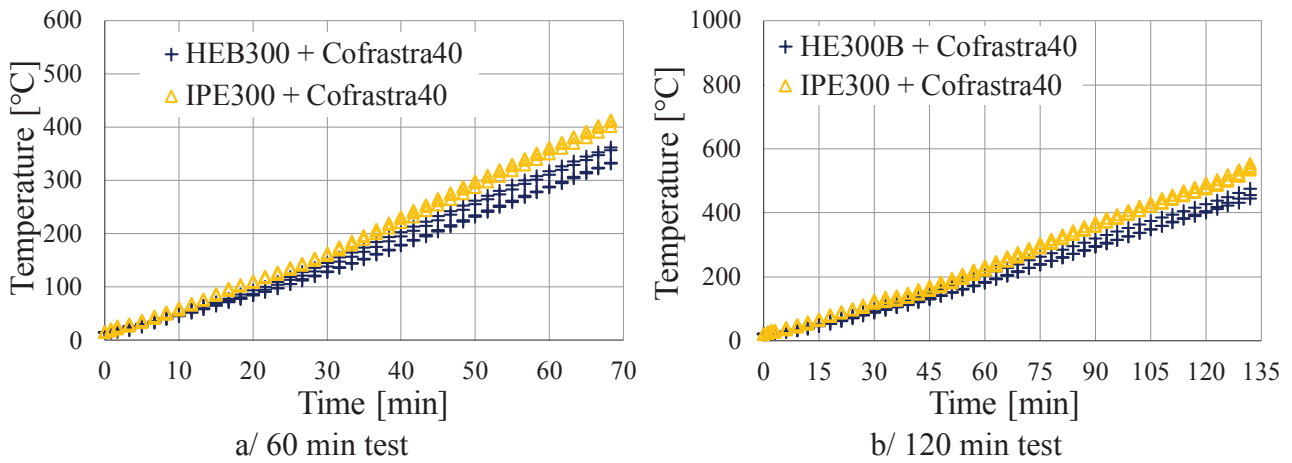 600
500
400
300
200
100
0
Temperature [°C]
HEB300 + Cofrastra40
IPE300 + Cofrastra40
0 10 20 30 40 50 60 70
Time [min]
a/ 60 min test
1000
800
600
400
200
0
Temperature [°C]
HE300B + Cofrastra40
IPE300 + Cofrastra40
0 15 30 45 60 75 90 105 120 135
Time [min]
b/ 120 min test